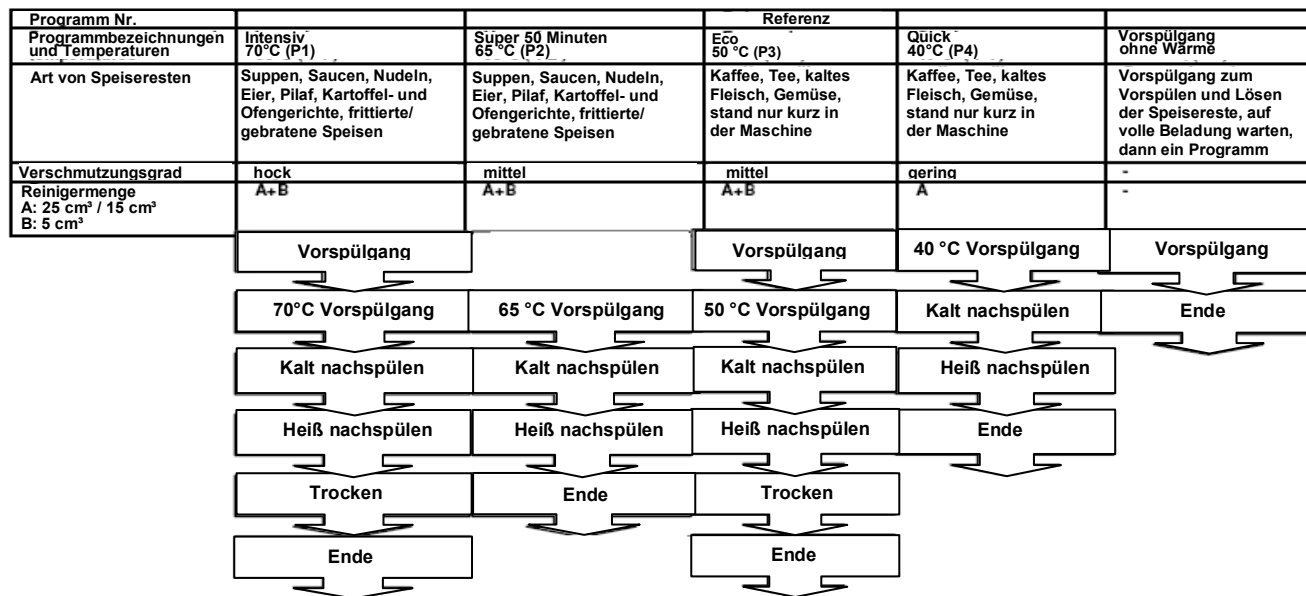 Programm Nr. Referenz
Programmbezeichnungen Intensiv Super 50 Minuten Eco Quick Vorspülgang
und Temperaturen 70°C (P1) 65 °C (P2) 50 °C (P3) 40°C (P4) ohne Wärme
Art von Speiseresten Suppen, Saucen, Nudeln, Suppen, Saucen, Nudeln, Kaffee, Tee, kaltes Kaffee, Tee, kaltes Vorspülgang zum
Eier, Pilaf, Kartoffel- und Eier, Pilaf, Kartoffel- und Fleisch, Gemüse, Fleisch, Gemüse, Vorspülen und Lösen
Ofengerichte, frittierte/ Ofengerichte, frittierte/ stand nur kurz in stand nur kurz in der Speisereste, auf
gebratene Speisen gebratene Speisen der Maschine der Maschine volle Beladung warten,
dann ein Programm
Verschmutzungsgrad hock mittel mittel gering -
Reinigermenge A+B A+B A+B A -
A: 25 cm³ / 15 cm³
B: 5 cm³
Vorspülgang Vorspülgang 40 °C Vorspülgang Vorspülgang
70°C Vorspülgang 65 °C Vorspülgang 50 °C Vorspülgang Kalt nachspülen Ende
Kalt nachspülen Kalt nachspülen Kalt nachspülen Heiß nachspülen
Heiß nachspülen Heiß nachspülen Heiß nachspülen Ende
Trocken Ende Trocken
Ende Ende